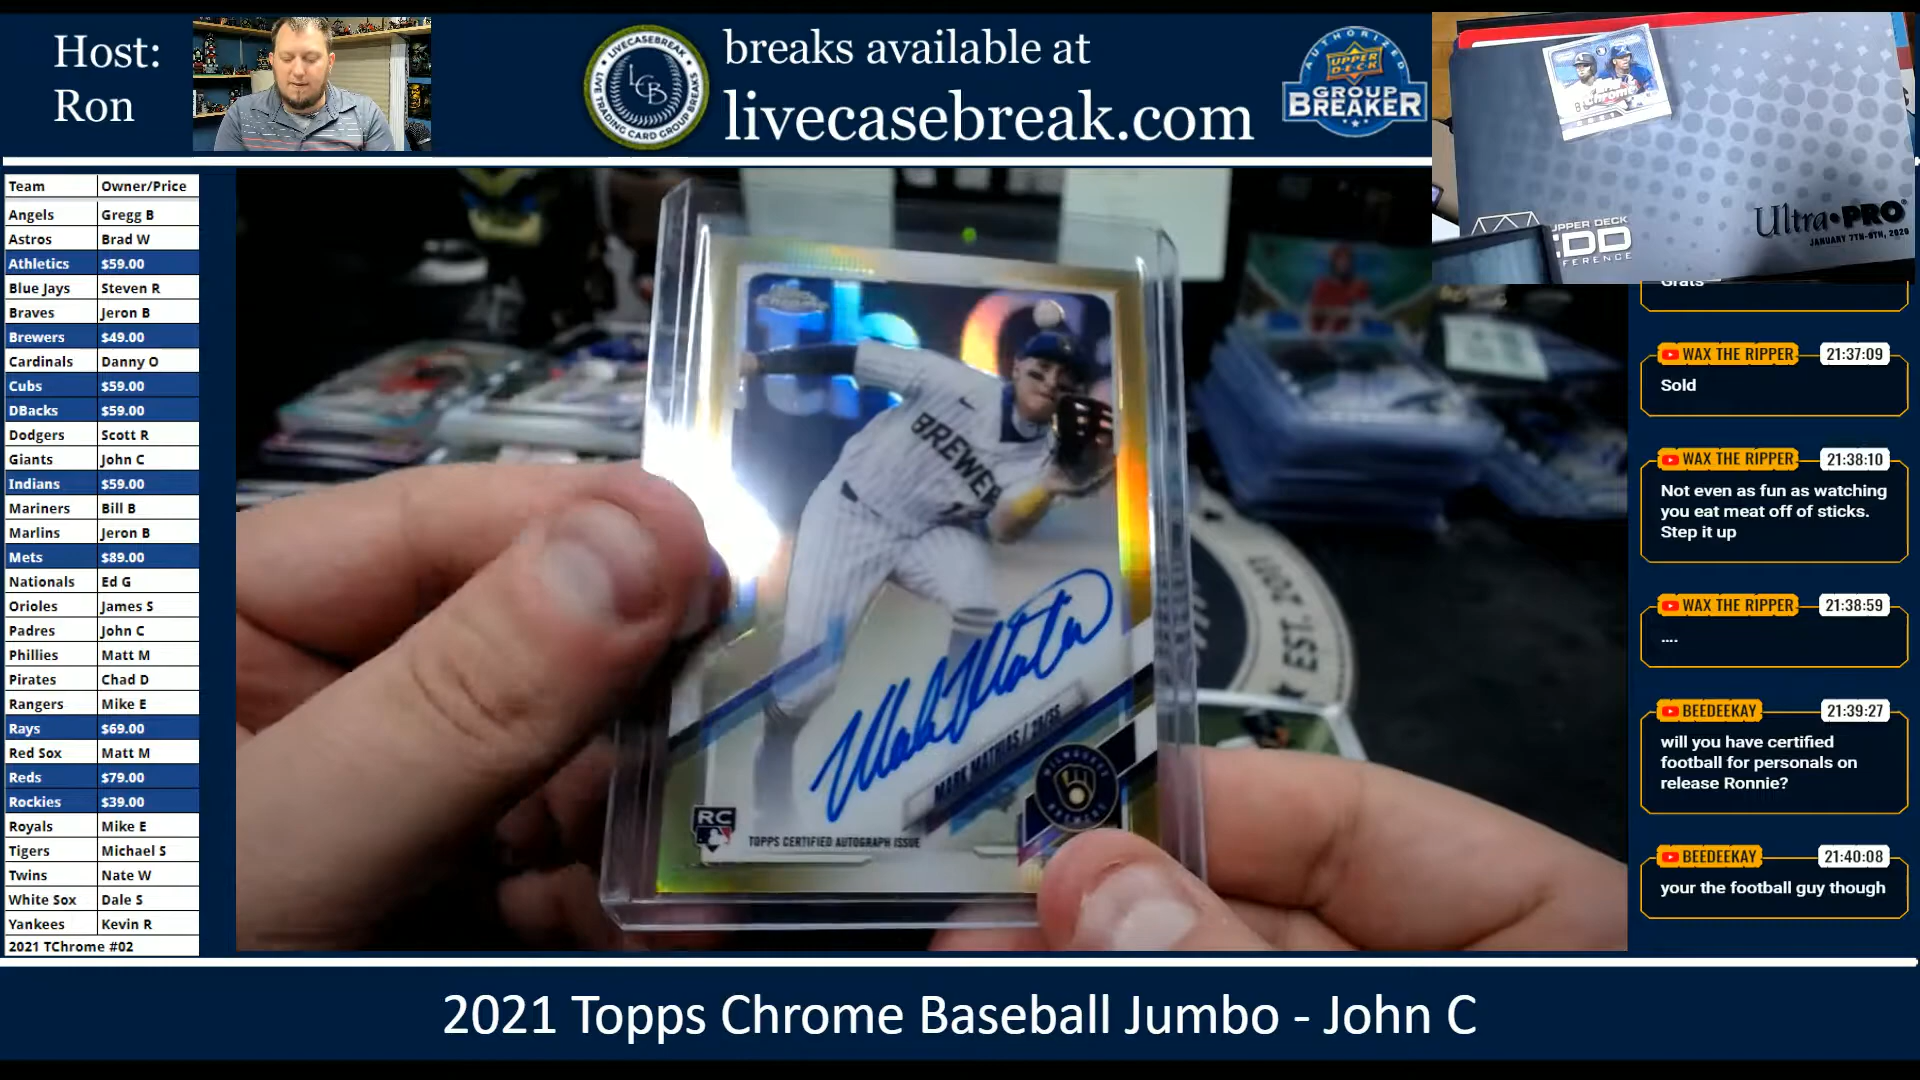 Host:
Ron
LIVECASEBREAK
LCB
LIVE TRADING CARD GROUP BREAKS
breaks available at
livecasebreak.com
AUTHORIZED
UPPER DECK
GROUP
BREAKER
Ultra•PRO
JANUARY 7TH-9TH, 2020
UPPER DECK
Team Owner/Price
Angels Gregg B
Astros Brad W
Athletics $59.00
Blue Jays Steven R
Braves Jeron B
Brewers $49.00
Cardinals Danny O
Cubs $59.00
DBacks $59.00
Dodgers Scott R
Giants John C
Indians $59.00
Mariners Bill B
Marlins Jeron B
Mets $89.00
Nationals Ed G
Orioles James S
Padres John C
Phillies Matt M
Pirates Chad D
Rangers Mike E
Rays $69.00
Red Sox Matt M
Reds $79.00
Rockies $39.00
Royals Mike E
Tigers Michael S
Twins Nate W
White Sox Dale S
Yankees Kevin R
2021 TChrome #02
Topps
Chrome
BREWER
MARK MATHIAS / 2B/SS
MILWAUKEE
BREWERS
RC
TOPPS CERTIFIED AUTOGRAPH ISSUE
EST. 2007
Grats
WAX THE RIPPER 21:37:09
Sold
WAX THE RIPPER 21:38:10
Not even as fun as watching
you eat meat off of sticks.
Step it up
WAX THE RIPPER 21:38:59
....
BEEDEEKAY 21:39:27
will you have certified
football for personals on
release Ronnie?
BEEDEEKAY 21:40:08
your the football guy though
2021 Topps Chrome Baseball Jumbo - John C